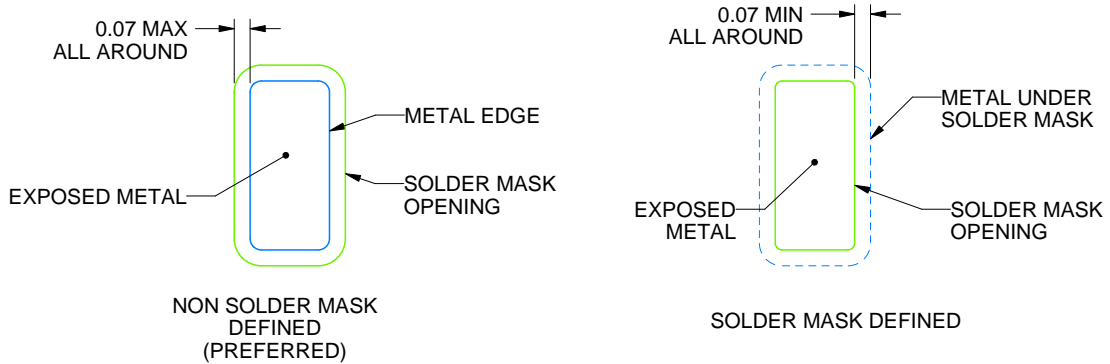 0.07 MAX
ALL AROUND
METAL EDGE
EXPOSED METAL
SOLDER MASK
OPENING
NON SOLDER MASK
DEFINED
(PREFERRED)
0.07 MIN
ALL AROUND
METAL UNDER
SOLDER MASK
EXPOSED
METAL
SOLDER MASK
OPENING
SOLDER MASK DEFINED